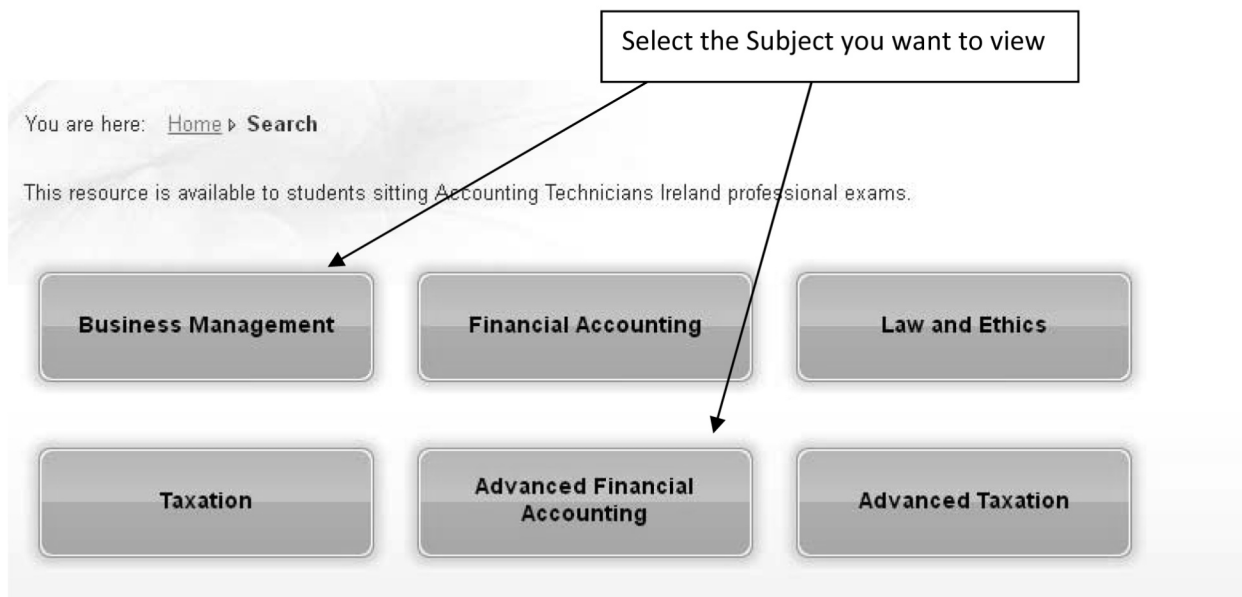 Select the Subject you want to view
You are here: Home ▹ Search
This resource is available to students sitting Accounting Technicians Ireland professional exams.
Business Management
Financial Accounting
Law and Ethics
Taxation
Advanced Financial
Accounting
Advanced Taxation